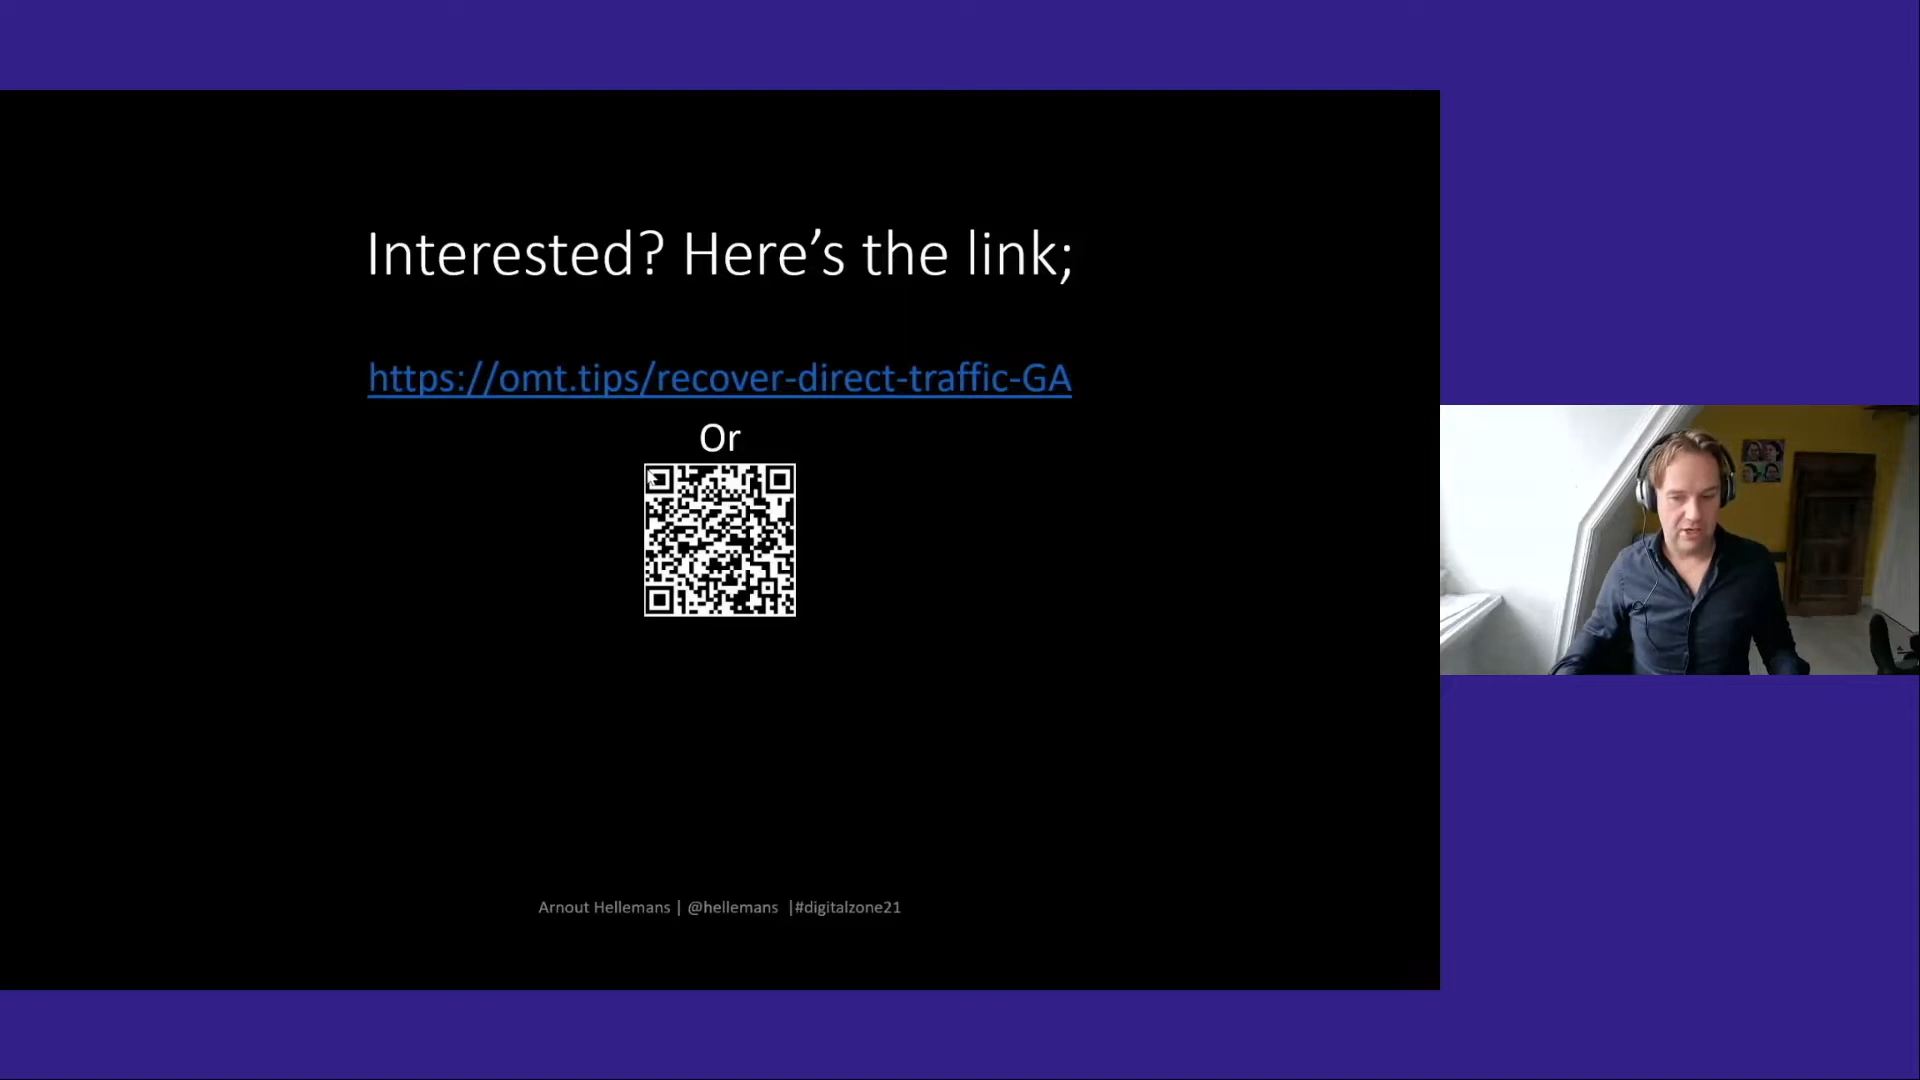 Interested? Here’s the link;
https://omt.tips/recover-direct-traffic-GA
Or
Arnout Hellemans | @hellemans |#digitalzone21